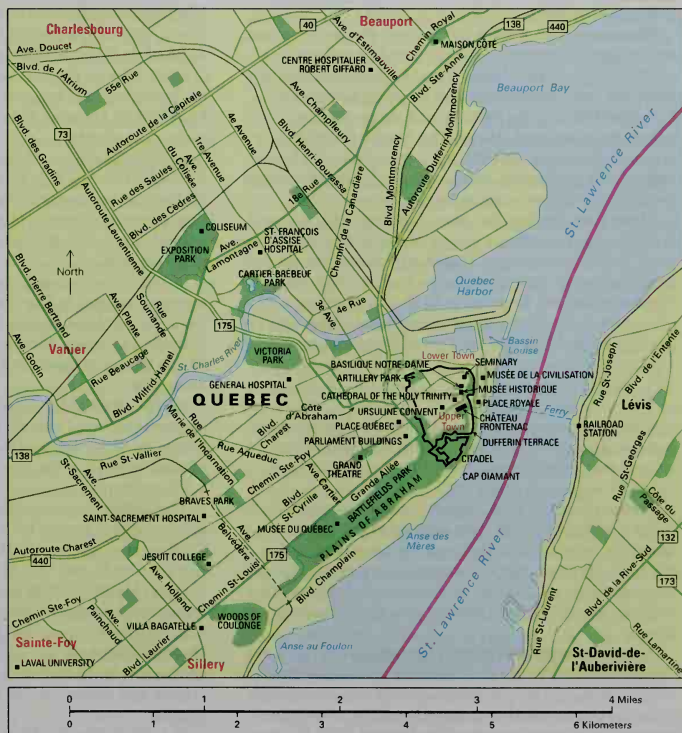 Charlesbourg
Ave. Doucet
Blvd. de l'Atrium
55e Rue
40
Beauport
Ave. d'Estimauville
Chemin Royal
138
440
MAISON CÔTÉ
CENTRE HOSPITALIER
ROBERT GIFFARD
Blvd. Ste-Anne
Beauport Bay
Autoroute de la Capitale
Ave. Champfleury
4e Avenue
1re Avenue
Ave.
du Colisée
Blvd. Henri Bourassa
Autoroute Dufferin-Montmorency
Blvd. Montmorency
St. Lawrence River
73
Blvd. des Gradins
Autoroute Laurentienne
Rue des Saules
Blvd. des Cèdres
18e Rue
Chemin de la Canardière
COLISEUM
EXPOSITION
PARK
Ave.
Lamontagne
ST-FRANÇOIS
D'ASSISE
HOSPITAL
CARTIER-BRÉBEUF
PARK
North
Blvd. Pierre Bertrand
Ave. Plante
Rue
Soumande
3e Ave.
4e Rue
Quebec
Harbor
Bassin
Louise
175
Vanier
Ave. Godin
Rue Beaucage
Blvd. Wilfrid-Hamel
St. Charles River
VICTORIA
PARK
GENERAL HOSPITAL
QUEBEC
Lower Town
BASILIQUE NOTRE-DAME
ARTILLERY PARK
CATHEDRAL OF THE HOLY TRINITY
URSULINE CONVENT
PLACE QUÉBEC
PARLIAMENT BUILDINGS
SEMINARY
MUSÉE DE LA CIVILISATION
MUSÉE HISTORIQUE
PLACE ROYALE
Upper
Town
CHÂTEAU
FRONTENAC
DUFFERIN TERRACE
CITADEL
CAP DIAMANT
Ferry
RAILROAD
STATION
Lévis
Rue St-Joseph
Blvd. de l'Entente
Rue St-Georges
Côte du
Passage
132
173
Blvd. de la Rive-Sud
Rue Lamartine
Rue St-Laurent
St-David-de-
l'Auberivière
138
Rue St-Vallier
Marie de l'Incarnation
Rue
Rue Aqueduc
Blvd.
Charest
Côte
d'Abraham
Chemin Ste-Foy
Ave. Cartier
GRAND
THEATRE
Grande Allée
Blvd.
St-Cyrille
BATTLEFIELDS PARK
PLAINS OF ABRAHAM
MUSÉE DU QUÉBEC
St-Sacrement
Ave.
BRAVES PARK
SAINT-SACREMENT HOSPITAL
Ave.
Belvédère
175
Blvd. Champlain
Anse des
Mères
Autoroute Charest
440
JESUIT COLLEGE
Ave. Holland
Chemin St-Louis
Chemin Ste-Foy
Ave.
Painblaud
VILLA BAGATELLE
WOODS OF
COULONGE
Anse au Foulon
St. Lawrence River
Sainte-Foy
LAVAL UNIVERSITY
Blvd. Laurier
Sillery
0 1 2 3 4 Miles
0 1 2 3 4 5 6 Kilometers